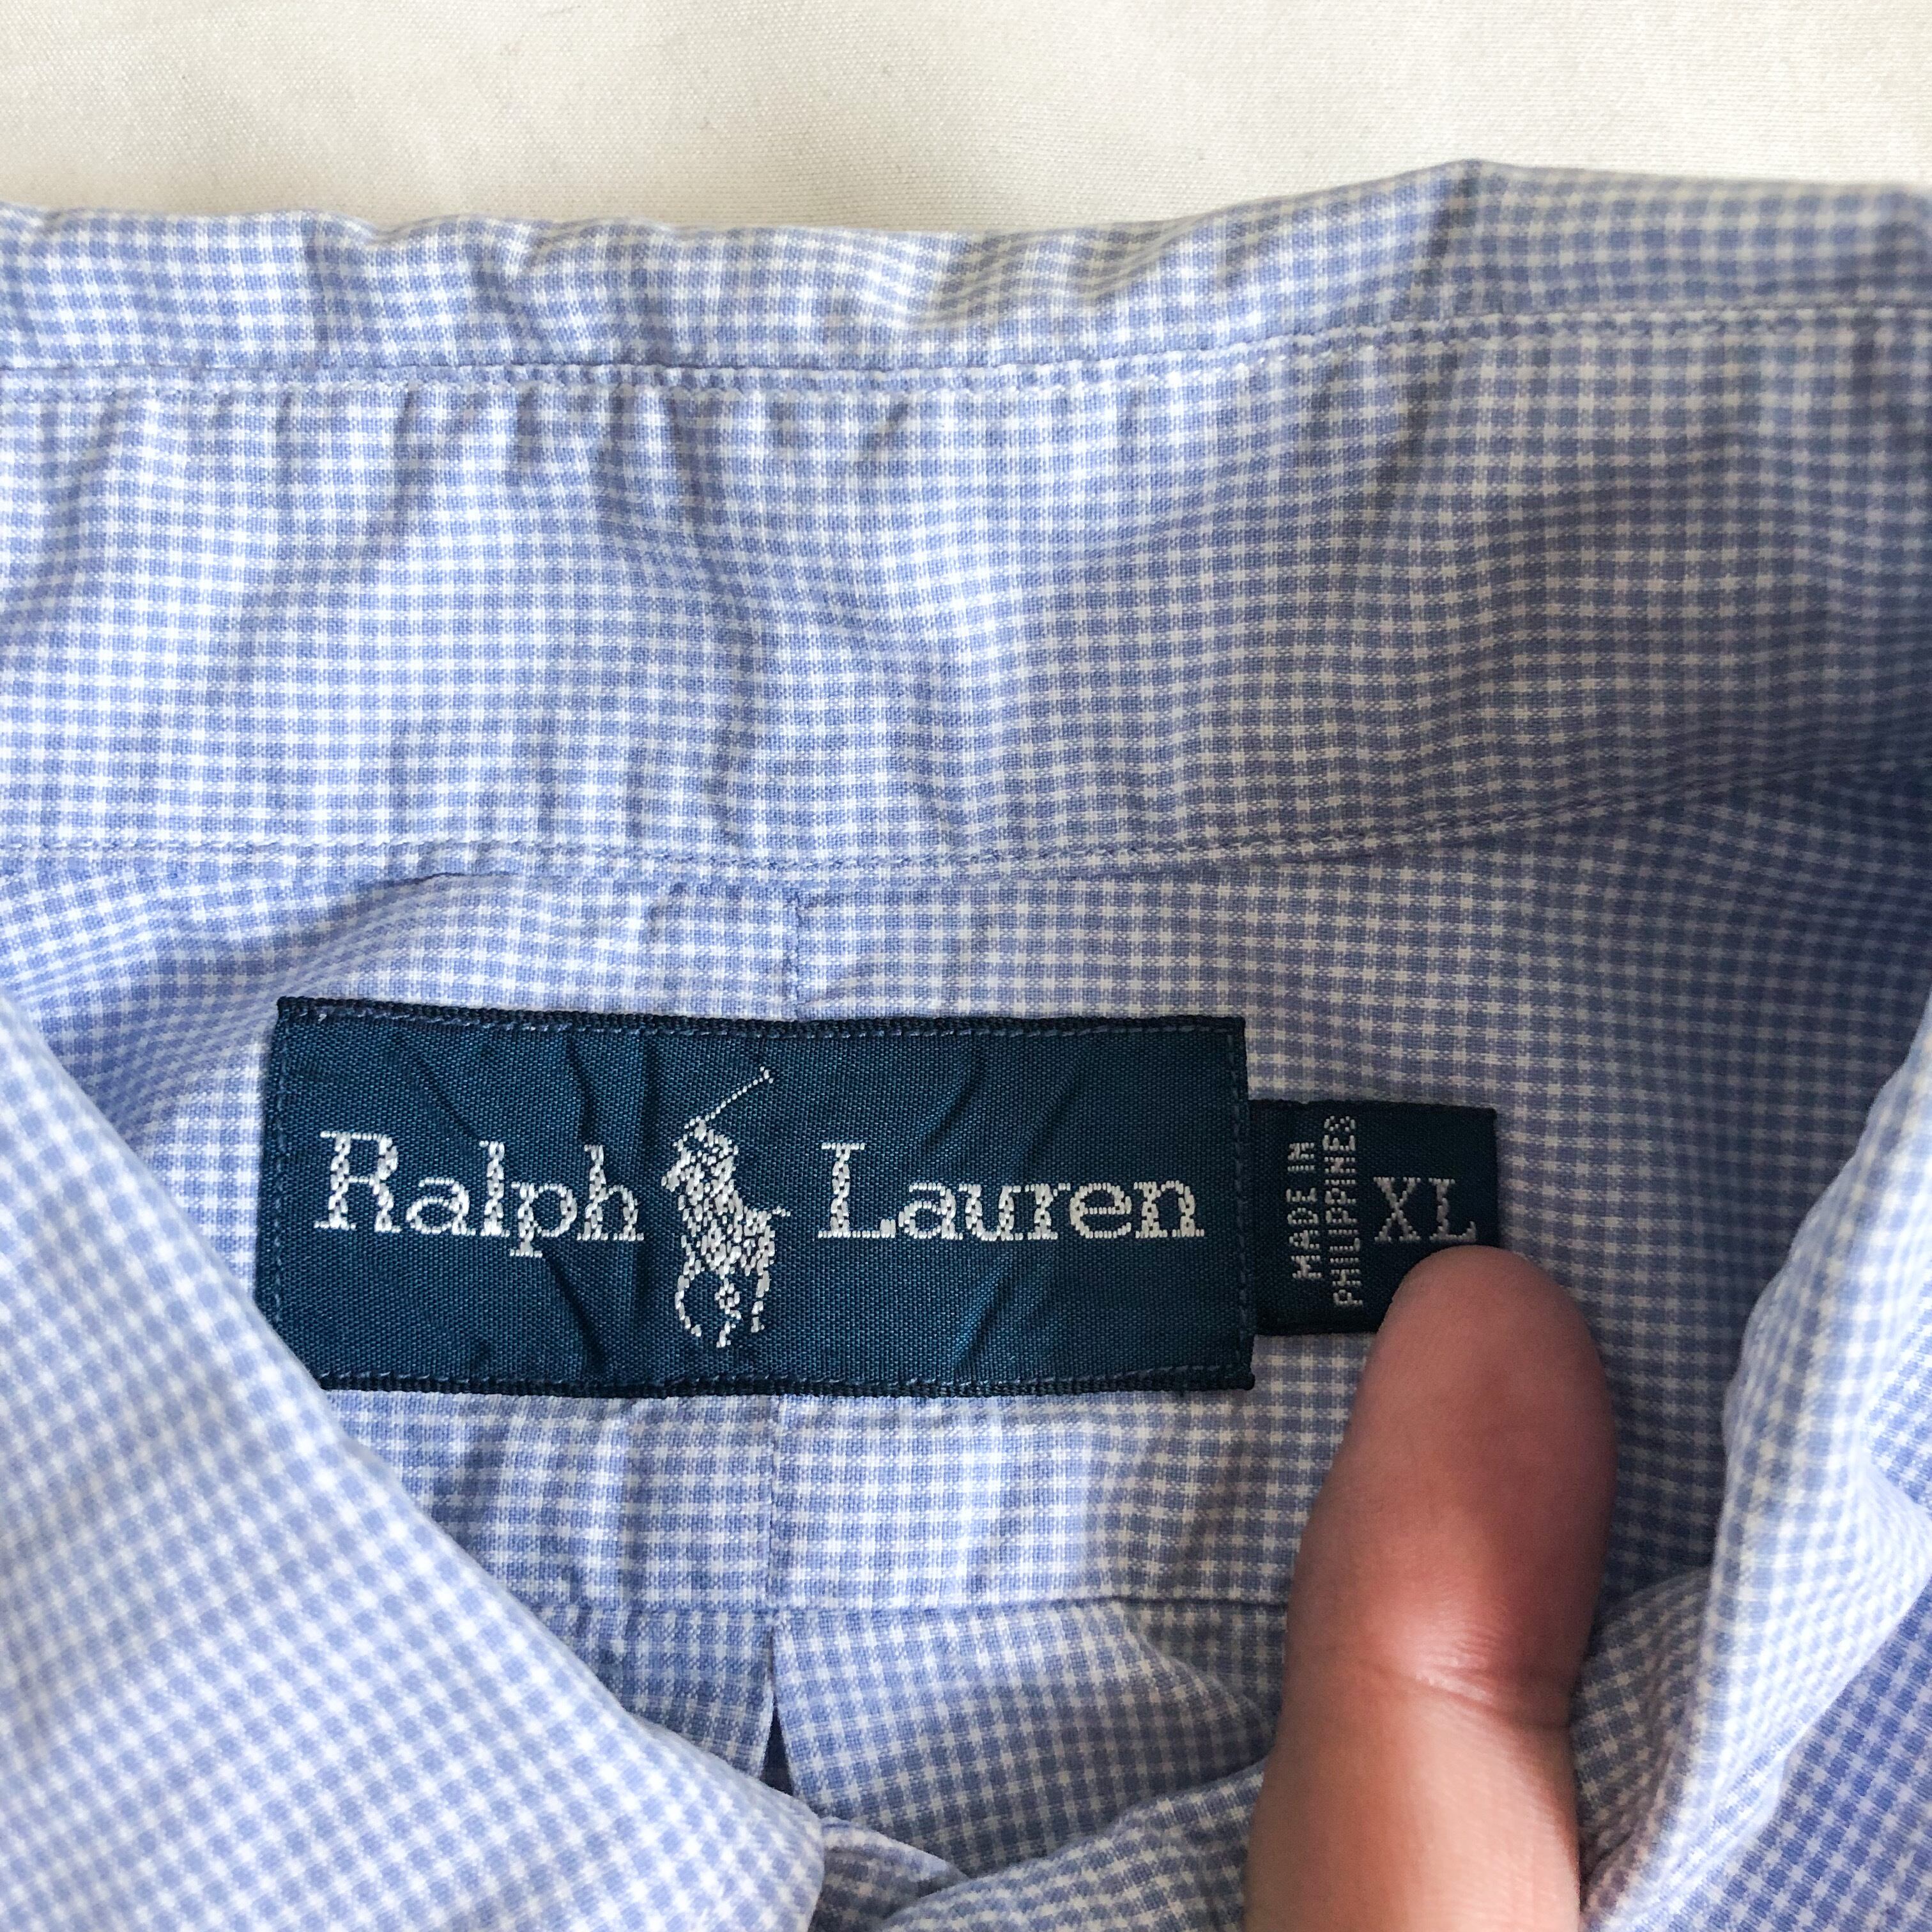 Ralph Lauren
MADE IN
PHILIPPINES
XL